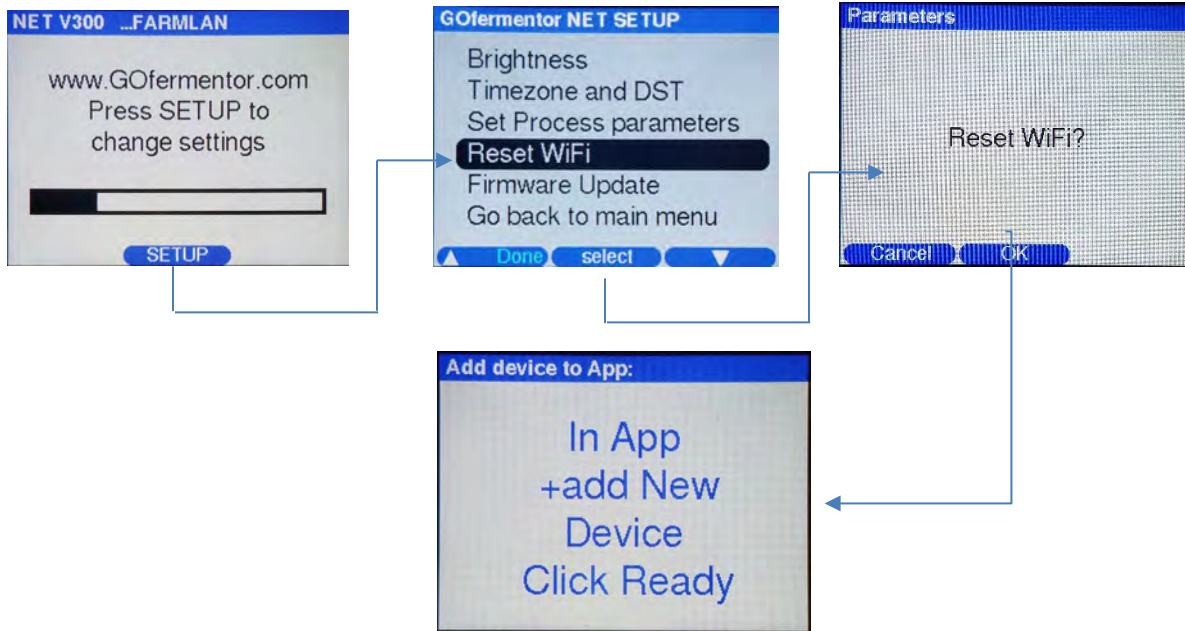 NET V300 ...FARMLAN
www.GOfermentor.com
Press SETUP to
change settings
SETUP
GOfermentor NET SETUP
Brightness
Timezone and DST
Set Process parameters
Reset WiFi
Firmware Update
Go back to main menu
Done select
Parameters
Reset WiFi?
Cancel OK
Add device to App:
In App
+add New
Device
Click Ready